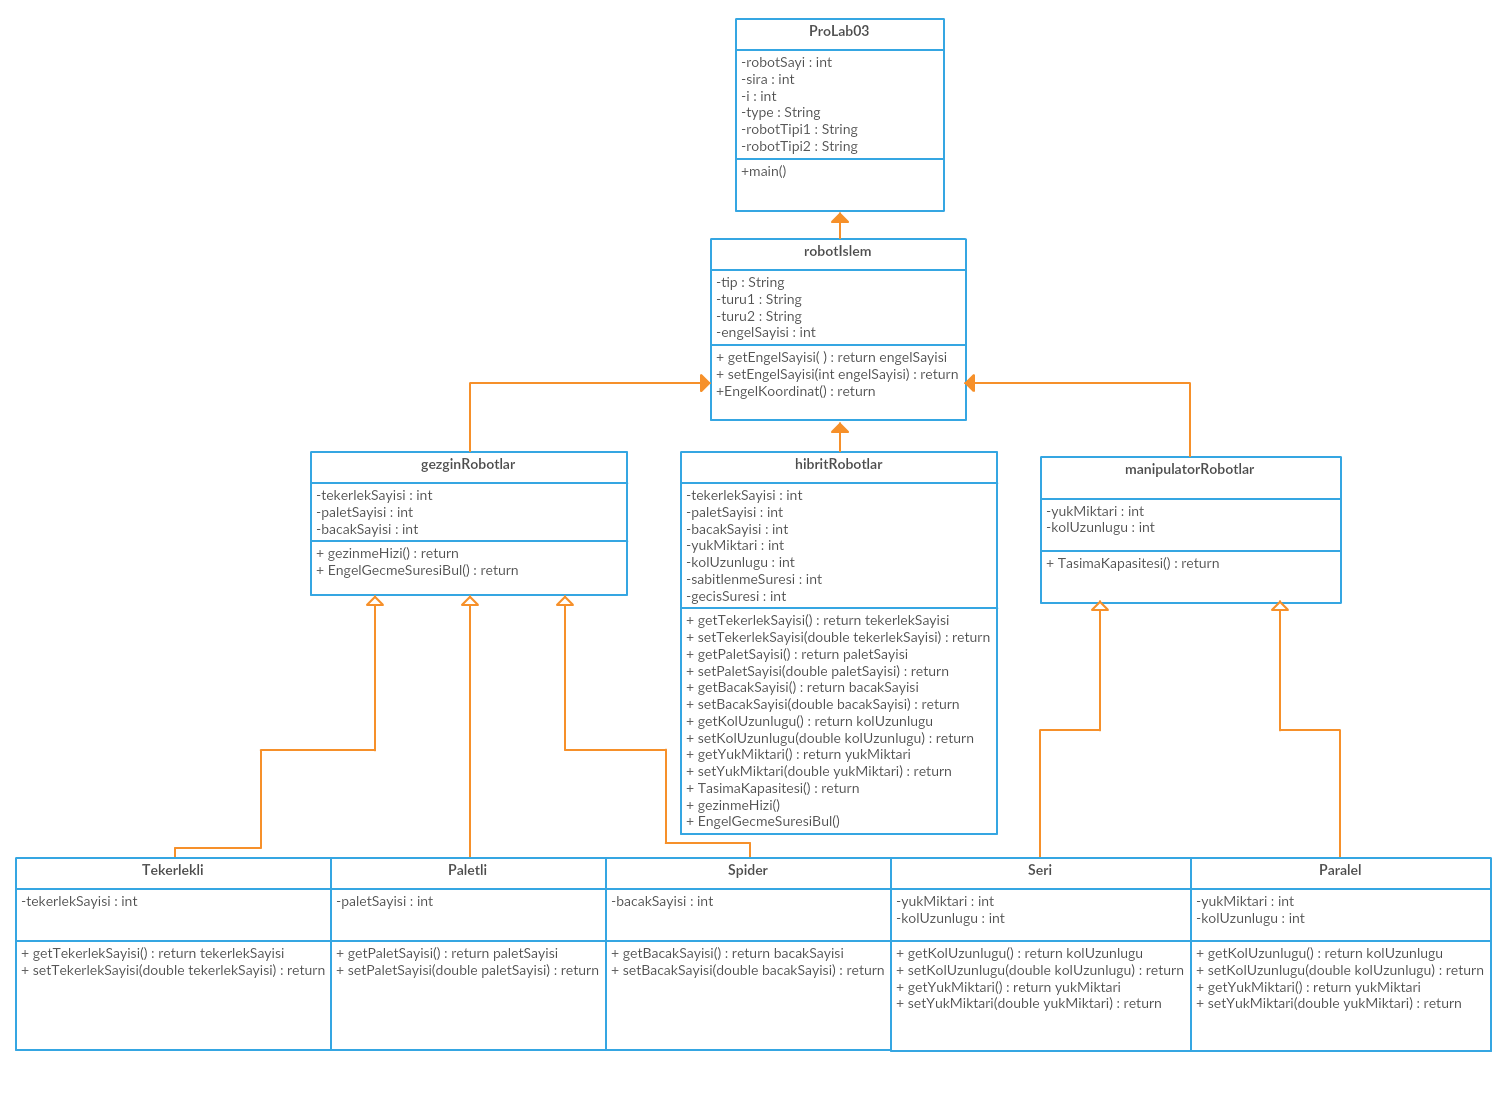 ProLab03
-robotSayi : int
-sira : int
-i : int
-type : String
-robotTipi1 : String
-robotTipi2 : String
+main()
robotIslem
-tip : String
-turu1 : String
-turu2 : String
-engelSayisi : int
+ getEngelSayisi( ) : return engelSayisi
+ setEngelSayisi(int engelSayisi) : return
+EngelKoordinat() : return
gezginRobotlar
-tekerlekSayisi : int
-paletSayisi : int
-bacakSayisi : int
+ gezinmeHizi() : return
+ EngelGecmeSuresiBul() : return
hibritRobotlar
-tekerlekSayisi : int
-paletSayisi : int
-bacakSayisi : int
-yukMiktari : int
-kolUzunlugu : int
-sabitlenmeSuresi : int
-gecisSuresi : int
+ getTekerlekSayisi() : return tekerlekSayisi
+ setTekerlekSayisi(double tekerlekSayisi) : return
+ getPaletSayisi() : return paletSayisi
+ setPaletSayisi(double paletSayisi) : return
+ getBacakSayisi() : return bacakSayisi
+ setBacakSayisi(double bacakSayisi) : return
+ getKolUzunlugu() : return kolUzunlugu
+ setKolUzunlugu(double kolUzunlugu) : return
+ getYukMiktari() : return yukMiktari
+ setYukMiktari(double yukMiktari) : return
+ TasimaKapasitesi() : return
+ gezinmeHizi()
+ EngelGecmeSuresiBul()
manipulatorRobotlar
-yukMiktari : int
-kolUzunlugu : int
+ TasimaKapasitesi() : return
Tekerlekli
-tekerlekSayisi : int
+ getTekerlekSayisi() : return tekerlekSayisi
+ setTekerlekSayisi(double tekerlekSayisi) : return
Paletli
-paletSayisi : int
+ getPaletSayisi() : return paletSayisi
+ setPaletSayisi(double paletSayisi) : return
Spider
-bacakSayisi : int
+ getBacakSayisi() : return bacakSayisi
+ setBacakSayisi(double bacakSayisi) : return
Seri
-yukMiktari : int
-kolUzunlugu : int
+ getKolUzunlugu() : return kolUzunlugu
+ setKolUzunlugu(double kolUzunlugu) : return
+ getYukMiktari() : return yukMiktari
+ setYukMiktari(double yukMiktari) : return
Paralel
-yukMiktari : int
-kolUzunlugu : int
+ getKolUzunlugu() : return kolUzunlugu
+ setKolUzunlugu(double kolUzunlugu) : return
+ getYukMiktari() : return yukMiktari
+ setYukMiktari(double yukMiktari) : return